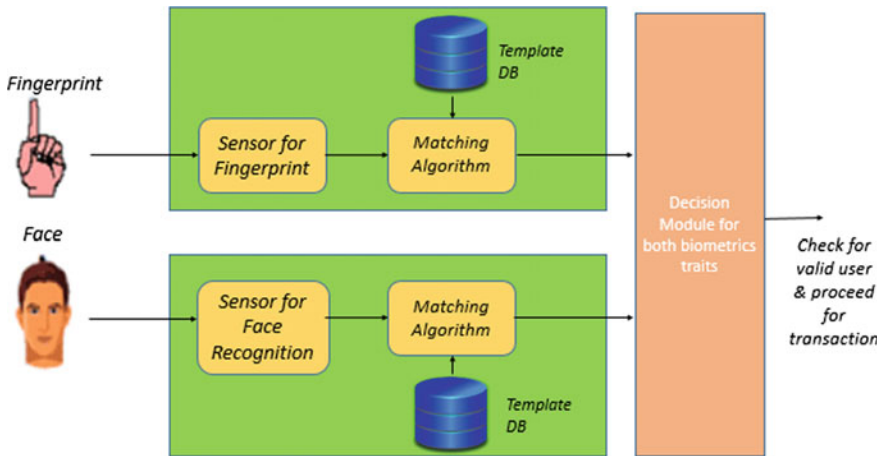 Fingerprint
Template
DB
Sensor for
Fingerprint
Matching
Algorithm
Face
Sensor for
Face
Recognition
Matching
Algorithm
Template
DB
Decision
Module for
both biometrics
traits
Check for
valid user
& proceed
for
transaction